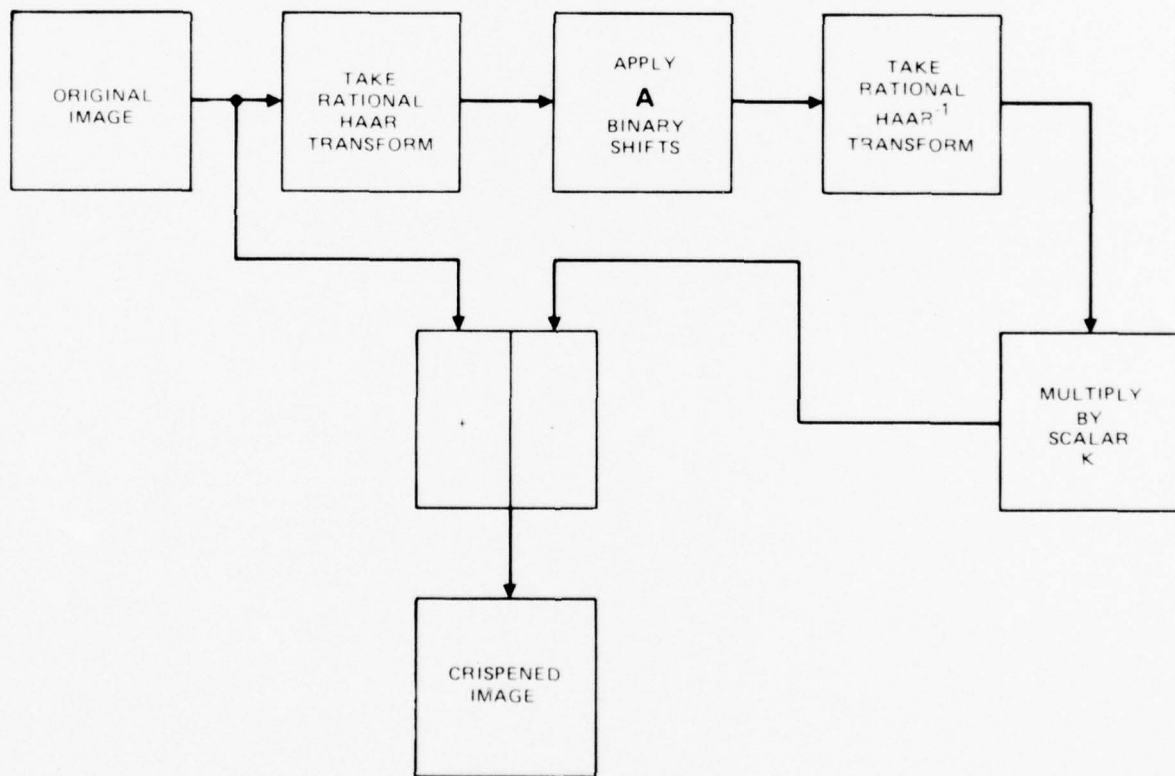 ORIGINAL
IMAGE
TAKE
RATIONAL
HAAR
TRANSFORM
APPLY
A
BINARY
SHIFTS
TAKE
RATIONAL
HAAR-1
TRANSFORM
+
MULTIPLY
BY
SCALAR
K
CRISPENED
IMAGE